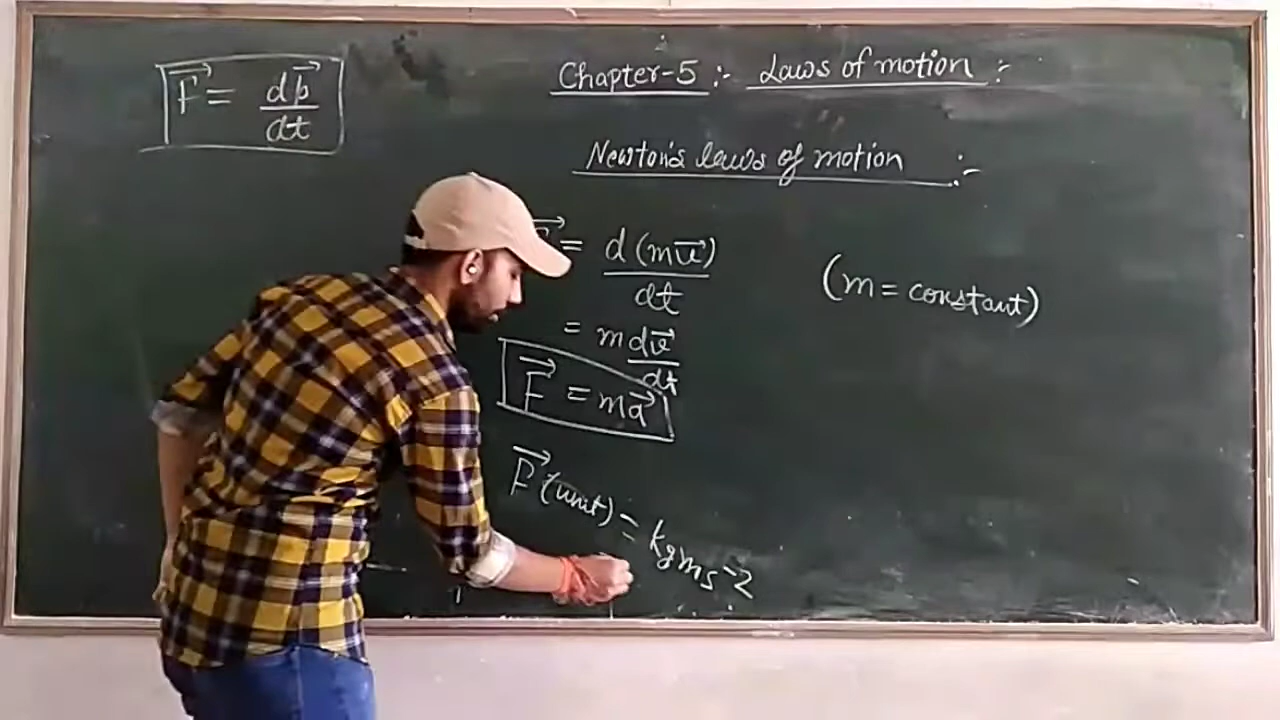 F⃗ = dp⃗/dt
Chapter-5 :- Laws of motion :-
Newton's laws of motion :-
= d(mv⃗)/dt
(m = constant)
= m dv⃗/dt
F⃗ = ma⃗
F⃗ (unit) = kgms⁻²